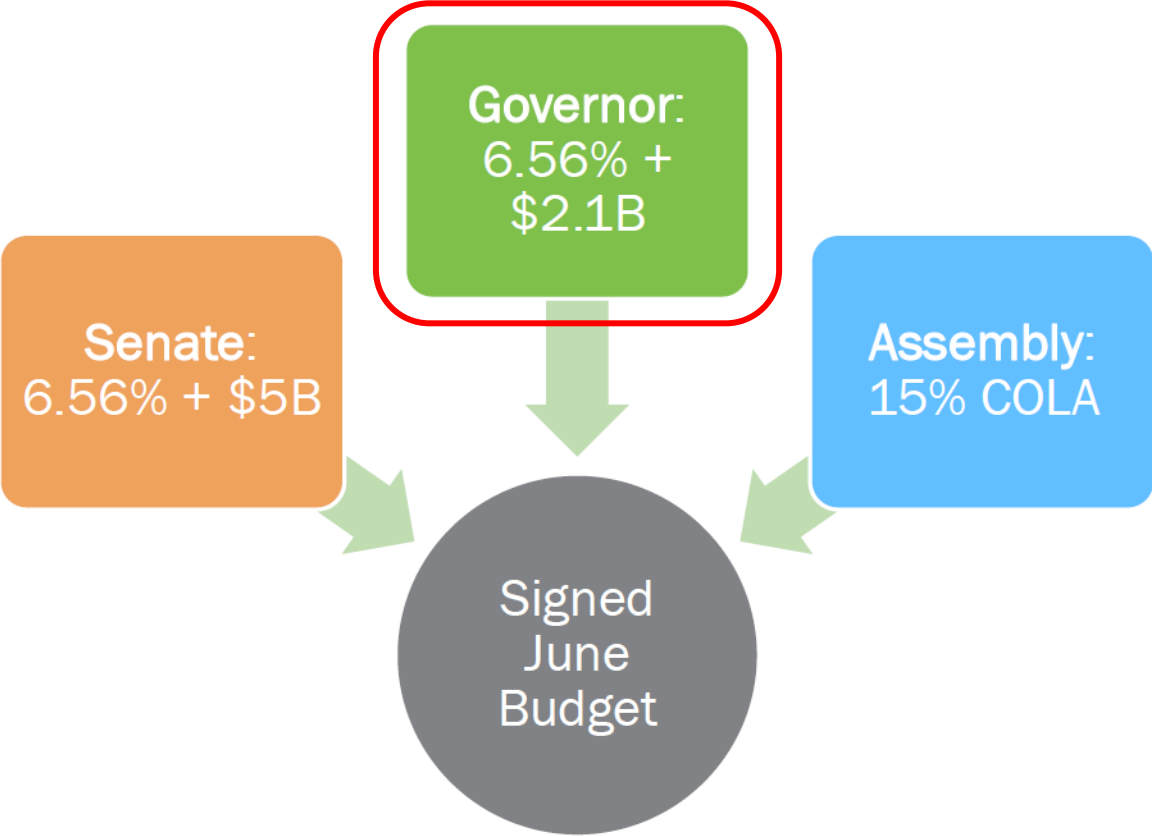 Governor:
6.56% +
$2.1B
Senate:
6.56% + $5B
Assembly:
15% COLA
Signed
June
Budget